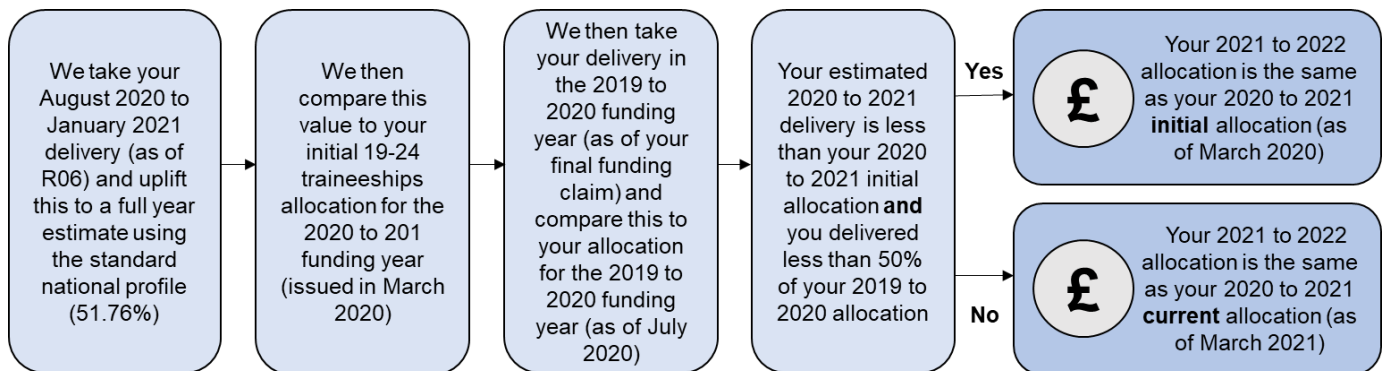 We take your
August 2020 to
January 2021
delivery (as of
R06) and uplift
this to a full year
estimate using
the standard
national profile
(51.76%)
We then
compare this
value to your
initial 19-24
traineeships
allocation for the
2020 to 201
funding year
(issued in March
2020)
We then take
your delivery in
the 2019 to
2020 funding
year (as of your
final funding
claim) and
compare this to
your allocation
for the 2019 to
2020 funding
year (as of July
2020)
Your estimated
2020 to 2021
delivery is less
than your 2020
to 2021 initial
allocation and
you delivered
less than 50%
of your 2019 to
2020 allocation
Yes
£
Your 2021 to 2022
allocation is the same
as your 2020 to 2021
initial allocation (as
of March 2020)
No
£
Your 2021 to 2022
allocation is the same
as your 2020 to 2021
current allocation (as
of March 2021)